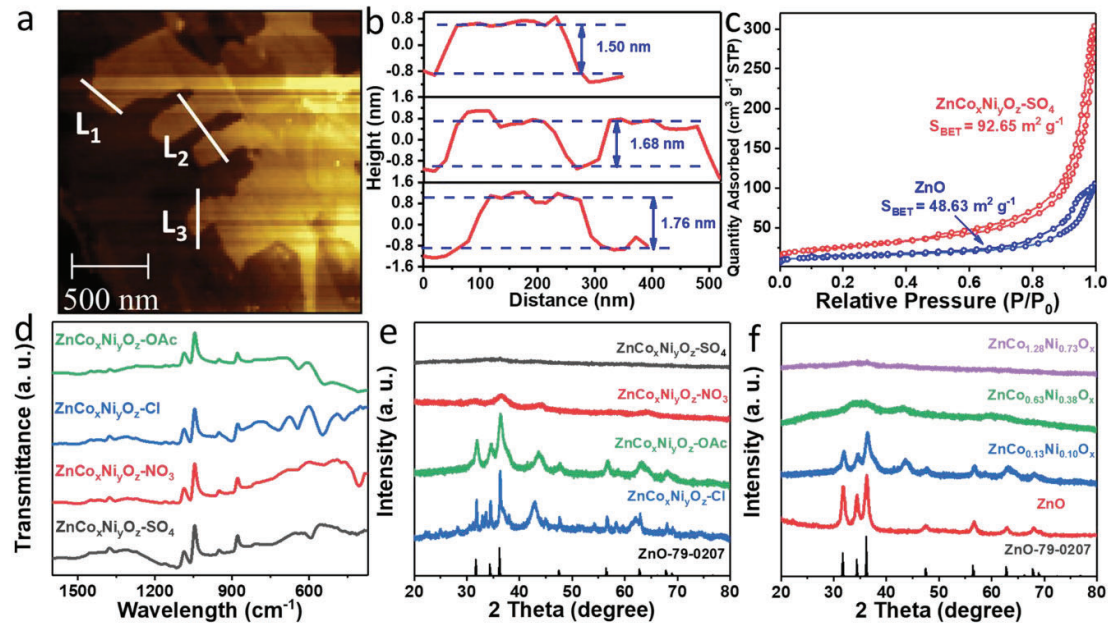 a
L1
L2
L3
500 nm
b
Height (nm)
0.8
0.0
-0.8
1.6
0.8
0.0
-0.8
1.6
0.8
0.0
-0.8
-1.6
1.50 nm
1.68 nm
1.76 nm
0 100 200 300 400 500
Distance (nm)
c
Quantity Adsorbed (cm³ g⁻¹ STP)
300
250
200
150
100
50
ZnCoxNiyOz-SO4
SBET = 92.65 m² g⁻¹
ZnO
SBET = 48.63 m² g⁻¹
0.0 0.2 0.4 0.6 0.8 1.0
Relative Pressure (P/P0)
d
Transmittance (a. u.)
ZnCoxNiyOz-OAc
ZnCoxNiyOz-Cl
ZnCoxNiyOz-NO3
ZnCoxNiyOz-SO4
1500 1200 900 600
Wavelength (cm⁻¹)
e
Intensity (a. u.)
ZnCoxNiyOz-SO4
ZnCoxNiyOz-NO3
ZnCoxNiyOz-OAc
ZnCoxNiyOz-Cl
ZnO-79-0207
20 30 40 50 60 70 80
2 Theta (degree)
f
Intensity (a. u.)
ZnCo1.28Ni0.73Ox
ZnCo0.63Ni0.38Ox
ZnCo0.13Ni0.10Ox
ZnO
ZnO-79-0207
20 30 40 50 60 70 80
2 Theta (degree)